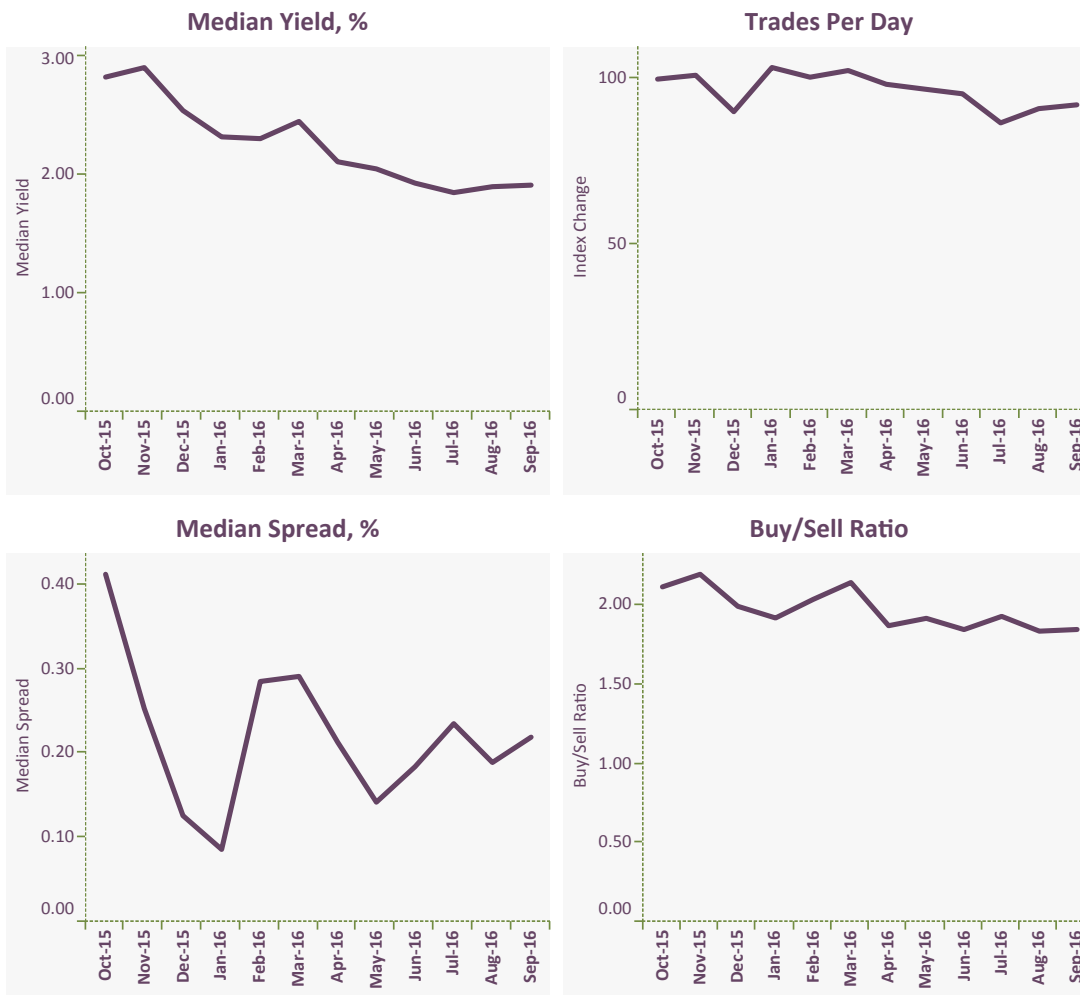 Median Yield, %
3.00
2.00
1.00
0.00
Median Yield
Oct-15
Nov-15
Dec-15
Jan-16
Feb-16
Mar-16
Apr-16
May-16
Jun-16
Jul-16
Aug-16
Sep-16
Trades Per Day
100
50
0
Index Change
Oct-15
Nov-15
Dec-15
Jan-16
Feb-16
Mar-16
Apr-16
May-16
Jun-16
Jul-16
Aug-16
Sep-16
Median Spread, %
0.40
0.30
0.20
0.10
0.00
Median Spread
Oct-15
Nov-15
Dec-15
Jan-16
Feb-16
Mar-16
Apr-16
May-16
Jun-16
Jul-16
Aug-16
Sep-16
Buy/Sell Ratio
2.00
1.50
1.00
0.50
0.00
Buy/Sell Ratio
Oct-15
Nov-15
Dec-15
Jan-16
Feb-16
Mar-16
Apr-16
May-16
Jun-16
Jul-16
Aug-16
Sep-16